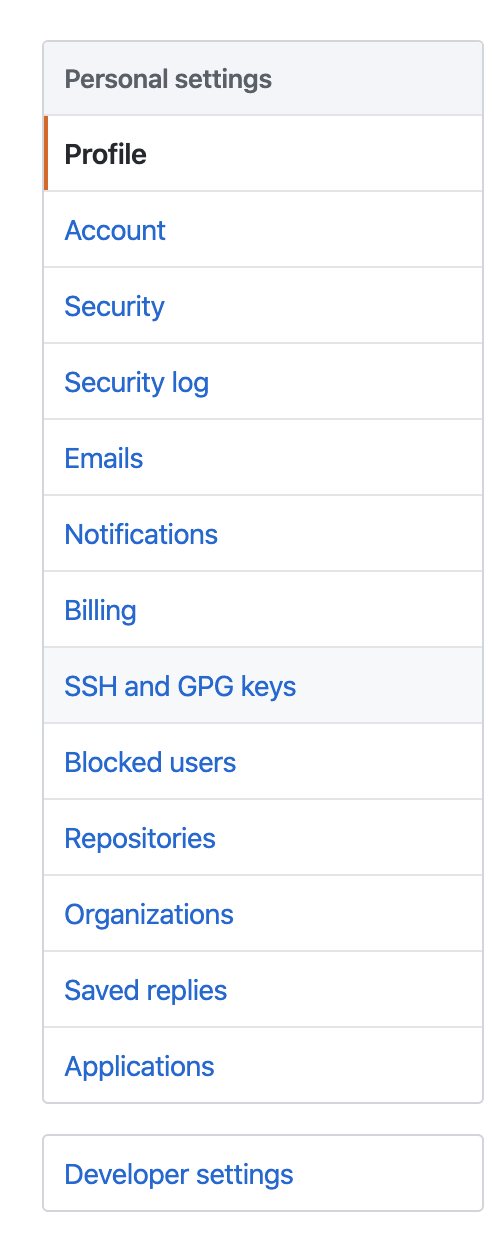 Personal settings
Profile
Account
Security
Security log
Emails
Notifications
Billing
SSH and GPG keys
Blocked users
Repositories
Organizations
Saved replies
Applications
Developer settings